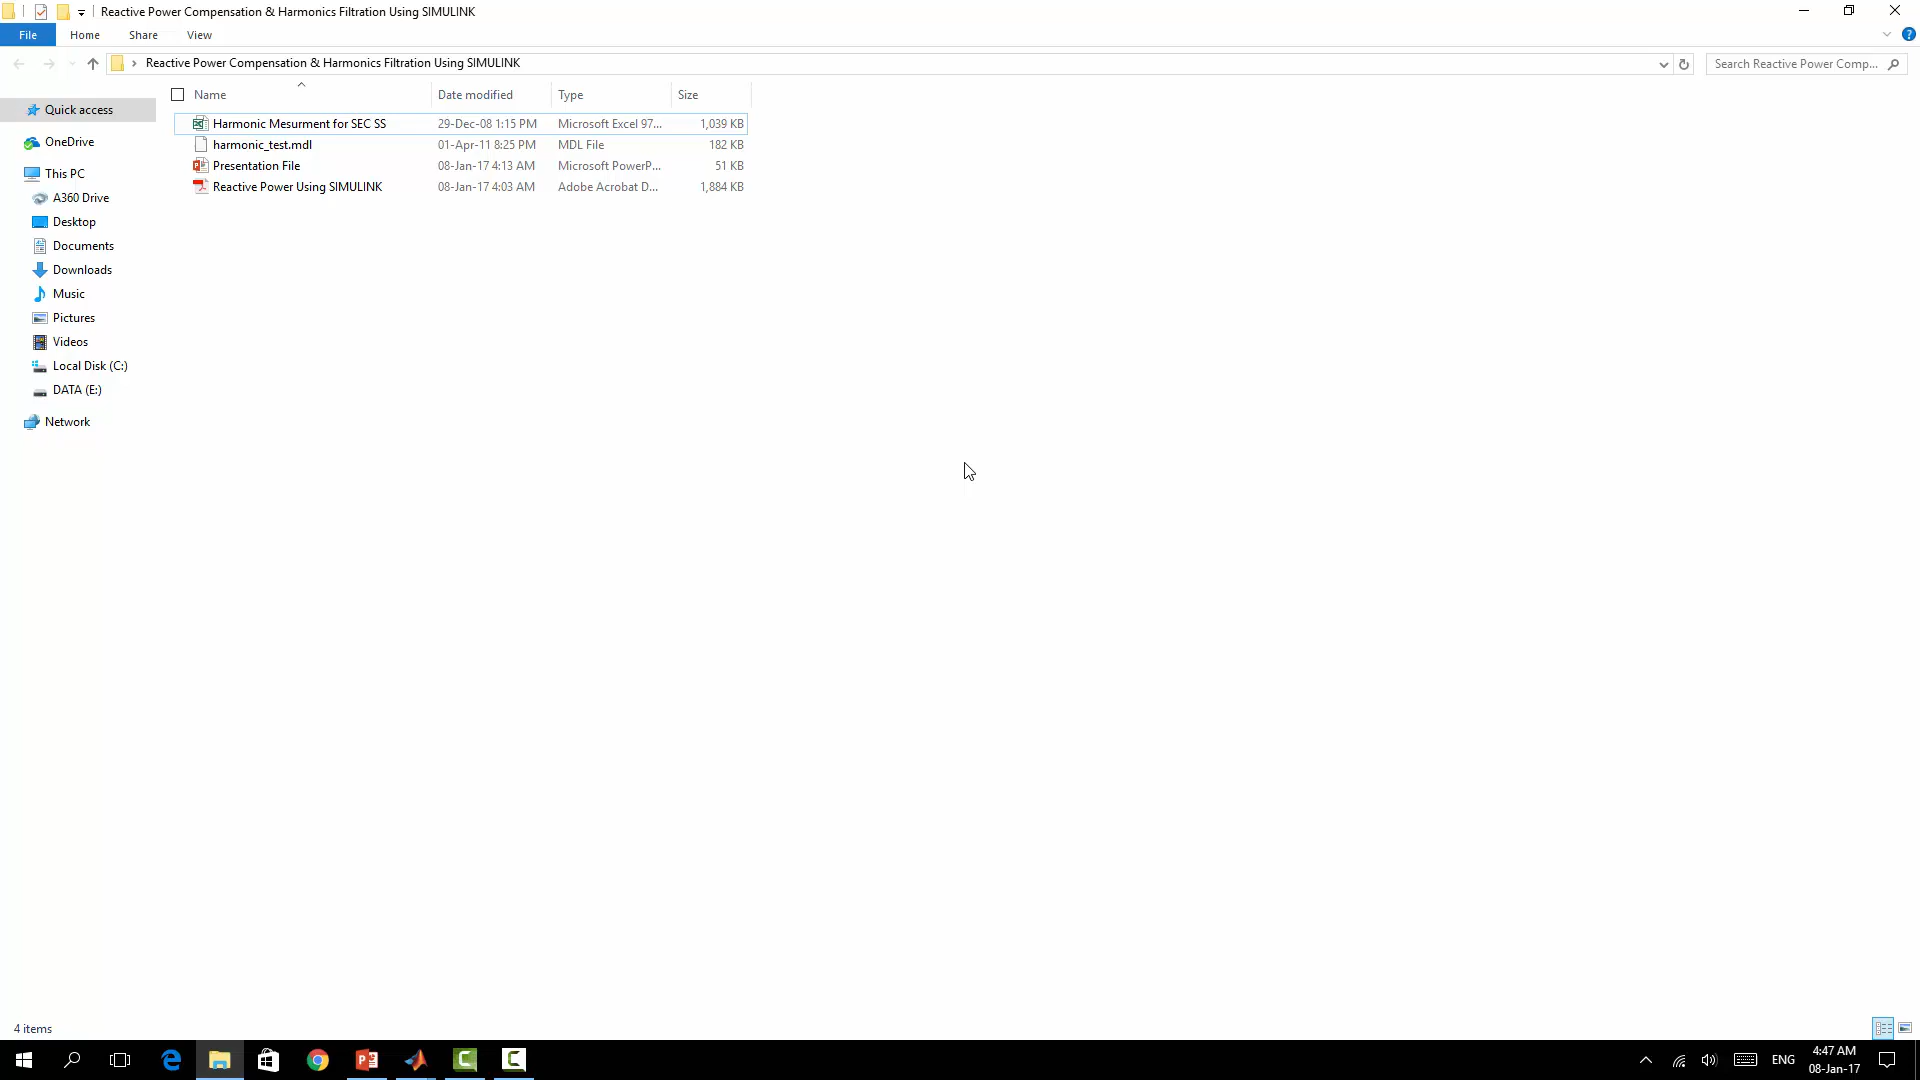 Reactive Power Compensation & Harmonics Filtration Using SIMULINK
File Home Share View
Reactive Power Compensation & Harmonics Filtration Using SIMULINK
Search Reactive Power Comp...
Name Date modified Type Size
Harmonic Mesurment for SEC SS 29-Dec-08 1:15 PM Microsoft Excel 97... 1,039 KB
harmonic_test.mdl 01-Apr-11 8:25 PM MDL File 182 KB
Presentation File 08-Jan-17 4:13 AM Microsoft PowerP... 51 KB
Reactive Power Using SIMULINK 08-Jan-17 4:03 AM Adobe Acrobat D... 1,884 KB
Quick access
OneDrive
This PC
A360 Drive
Desktop
Documents
Downloads
Music
Pictures
Videos
Local Disk (C:)
DATA (E:)
Network
4 items
ENG
4:47 AM
08-Jan-17